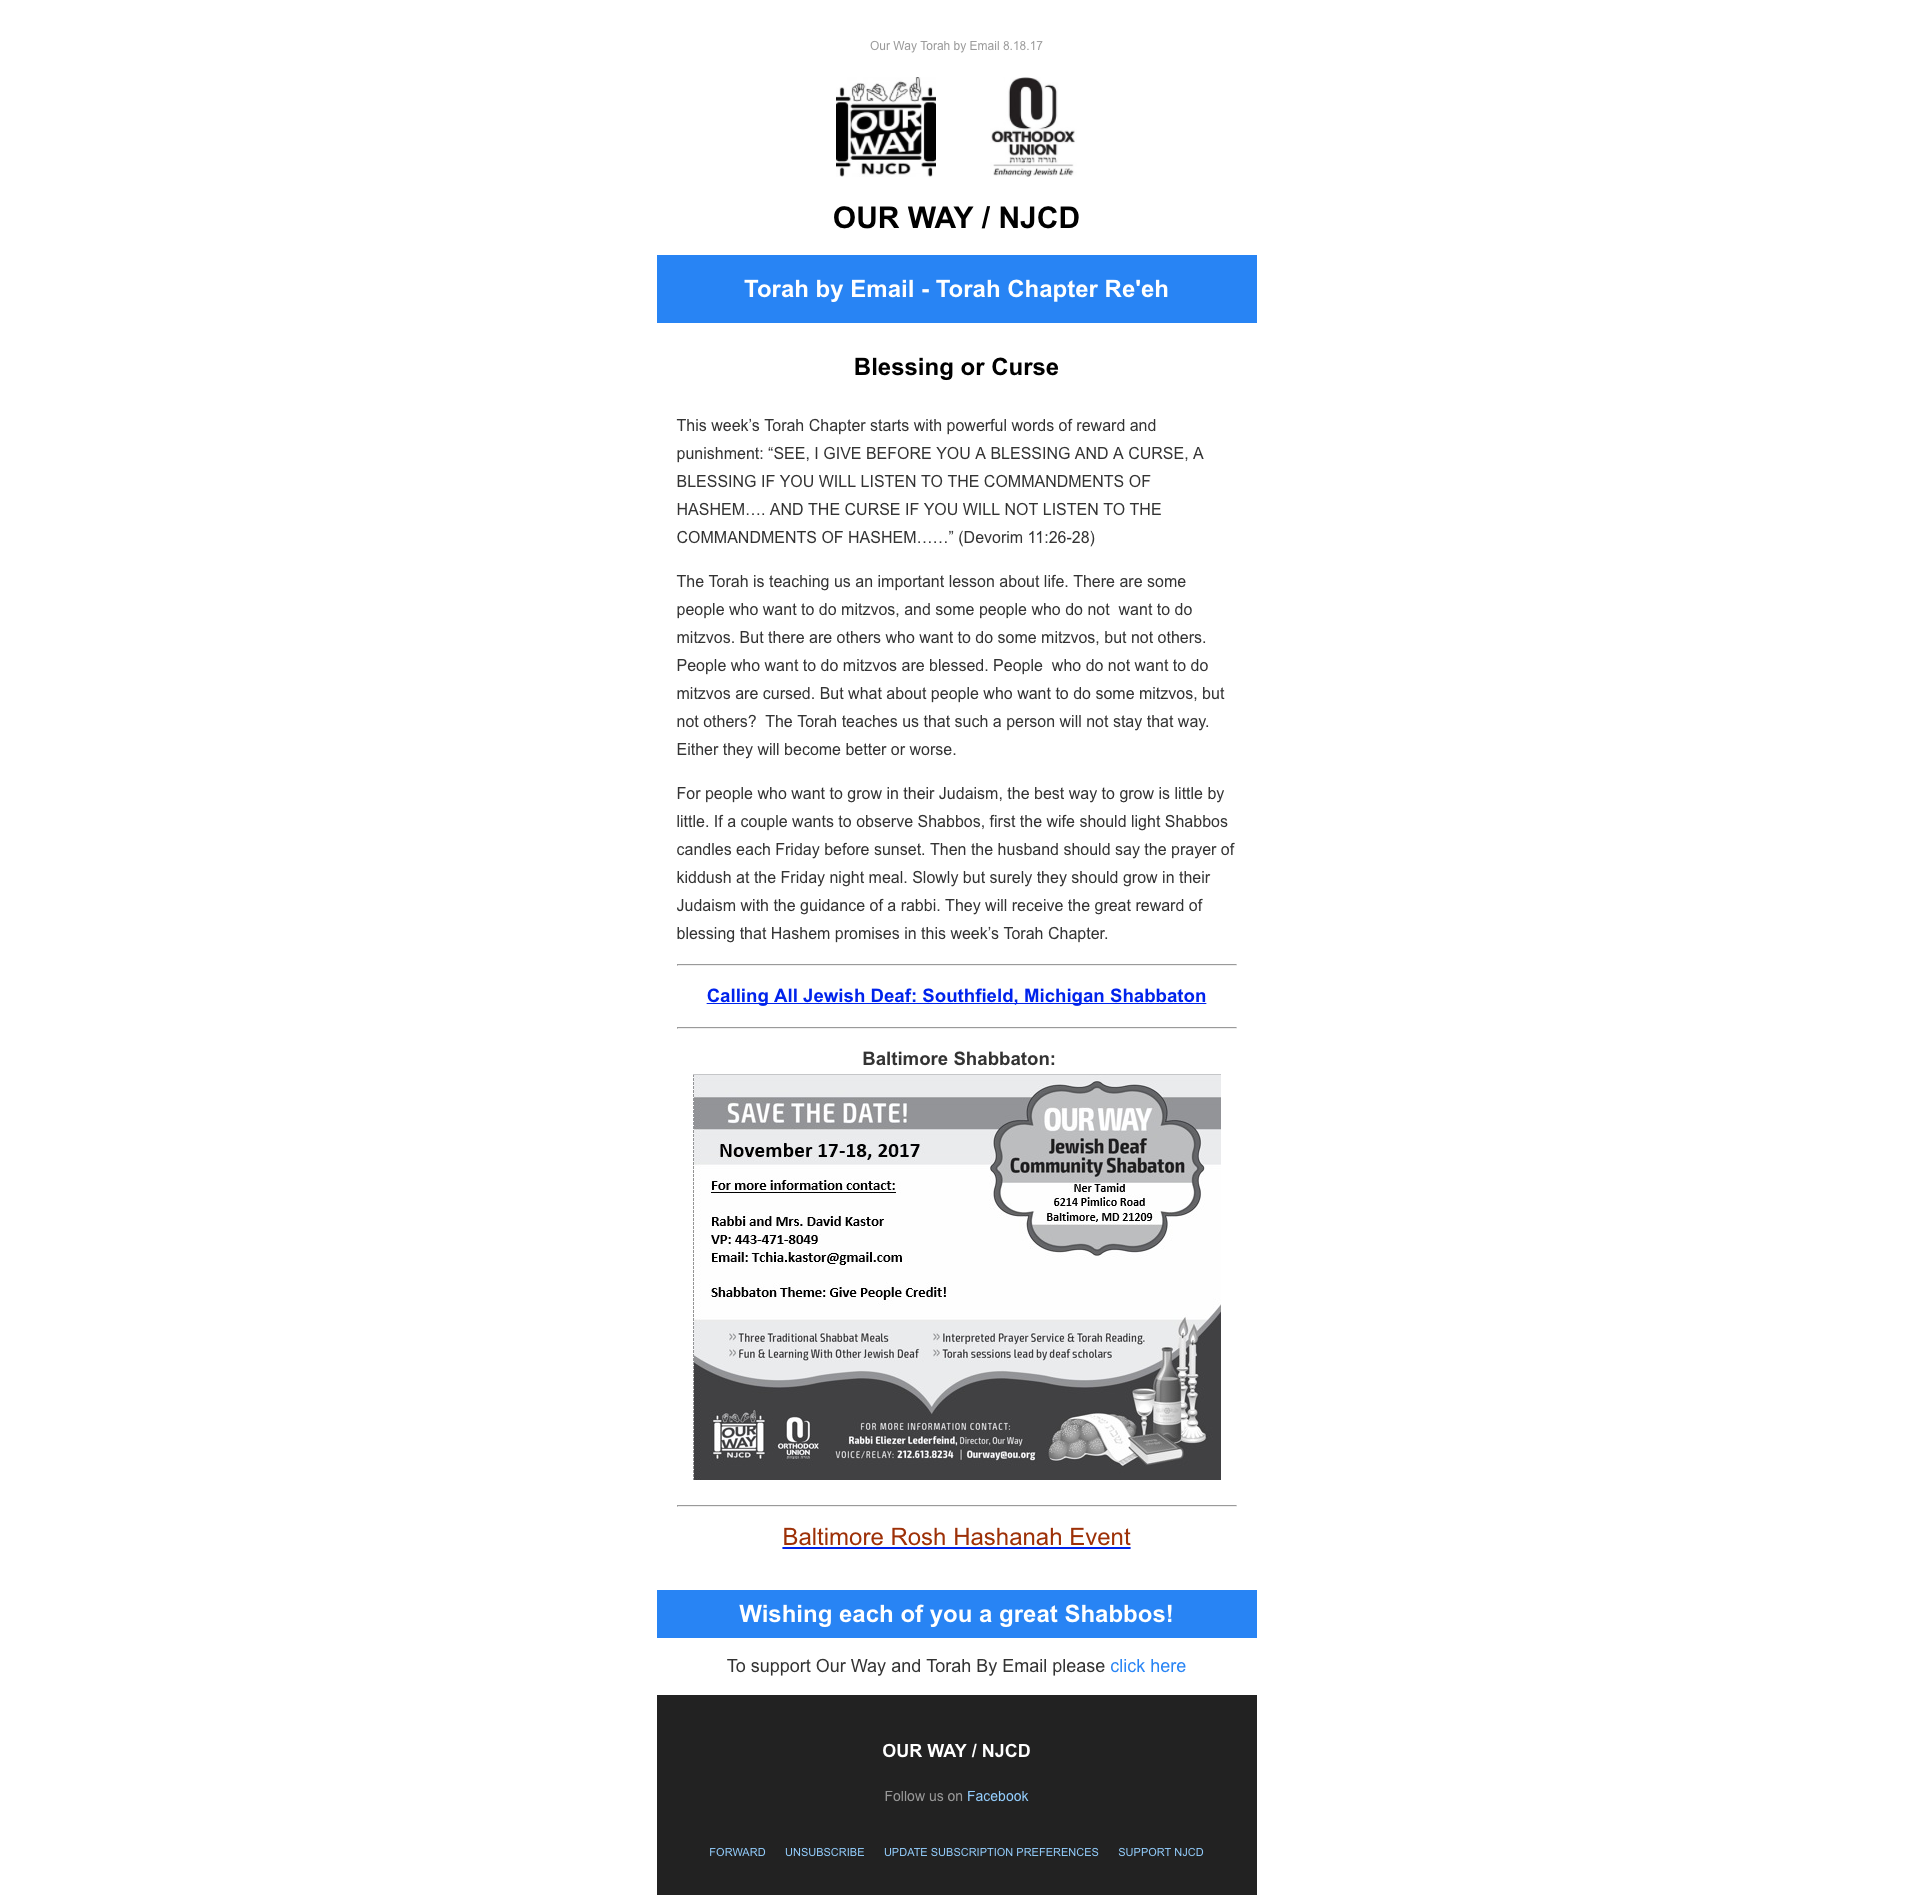 Our Way Torah by Email 8.18.17
OUR
WAY
NJCD
ORTHODOX
UNION
תורה ומצוות
Enhancing Jewish Life
OUR WAY / NJCD
Torah by Email - Torah Chapter Re'eh
Blessing or Curse
This week’s Torah Chapter starts with powerful words of reward and
punishment: “SEE, I GIVE BEFORE YOU A BLESSING AND A CURSE, A
BLESSING IF YOU WILL LISTEN TO THE COMMANDMENTS OF
HASHEM…. AND THE CURSE IF YOU WILL NOT LISTEN TO THE
COMMANDMENTS OF HASHEM……” (Devorim 11:26-28)
The Torah is teaching us an important lesson about life. There are some
people who want to do mitzvos, and some people who do not  want to do
mitzvos. But there are others who want to do some mitzvos, but not others.
People who want to do mitzvos are blessed. People  who do not want to do
mitzvos are cursed. But what about people who want to do some mitzvos, but
not others?  The Torah teaches us that such a person will not stay that way.
Either they will become better or worse.
For people who want to grow in their Judaism, the best way to grow is little by
little. If a couple wants to observe Shabbos, first the wife should light Shabbos
candles each Friday before sunset. Then the husband should say the prayer of
kiddush at the Friday night meal. Slowly but surely they should grow in their
Judaism with the guidance of a rabbi. They will receive the great reward of
blessing that Hashem promises in this week’s Torah Chapter.
Calling All Jewish Deaf: Southfield, Michigan Shabbaton
Baltimore Shabbaton:
SAVE THE DATE!
November 17-18, 2017
For more information contact:
Rabbi and Mrs. David Kastor
VP: 443-471-8049
Email: Tchia.kastor@gmail.com
Shabbaton Theme: Give People Credit!
OUR WAY
Jewish Deaf
Community Shabaton
Ner Tamid
6214 Pimlico Road
Baltimore, MD 21209
» Three Traditional Shabbat Meals
» Fun & Learning With Other Jewish Deaf
» Interpreted Prayer Service & Torah Reading.
» Torah sessions lead by deaf scholars
OUR
WAY
NJCD
ORTHODOX
UNION
FOR MORE INFORMATION CONTACT:
Rabbi Eliezer Lederfeind, Director, Our Way
VOICE/RELAY: 212.613.8234 | Ourway@ou.org
Baltimore Rosh Hashanah Event
Wishing each of you a great Shabbos!
To support Our Way and Torah By Email please click here
OUR WAY / NJCD
Follow us on Facebook
FORWARD UNSUBSCRIBE UPDATE SUBSCRIPTION PREFERENCES SUPPORT NJCD